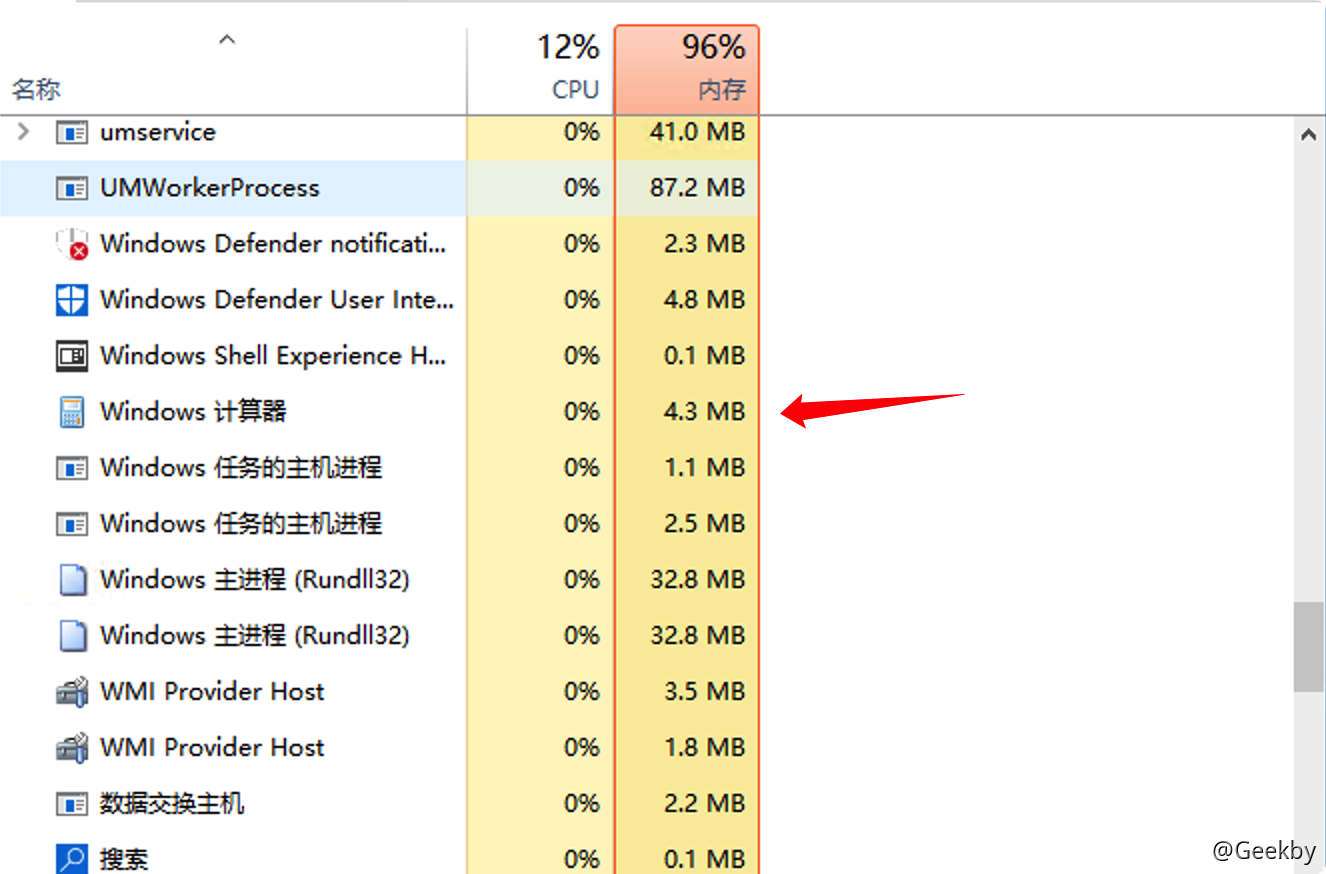 12% 96%
名称 CPU 内存
umservice 0% 41.0 MB
UMWorkerProcess 0% 87.2 MB
Windows Defender notificati... 0% 2.3 MB
Windows Defender User Inte... 0% 4.8 MB
Windows Shell Experience H... 0% 0.1 MB
Windows 计算器 0% 4.3 MB
Windows 任务的主机进程 0% 1.1 MB
Windows 任务的主机进程 0% 2.5 MB
Windows 主进程 (Rundll32) 0% 32.8 MB
Windows 主进程 (Rundll32) 0% 32.8 MB
WMI Provider Host 0% 3.5 MB
WMI Provider Host 0% 1.8 MB
数据交换主机 0% 2.2 MB
搜索 0% 0.1 MB
@Geekby